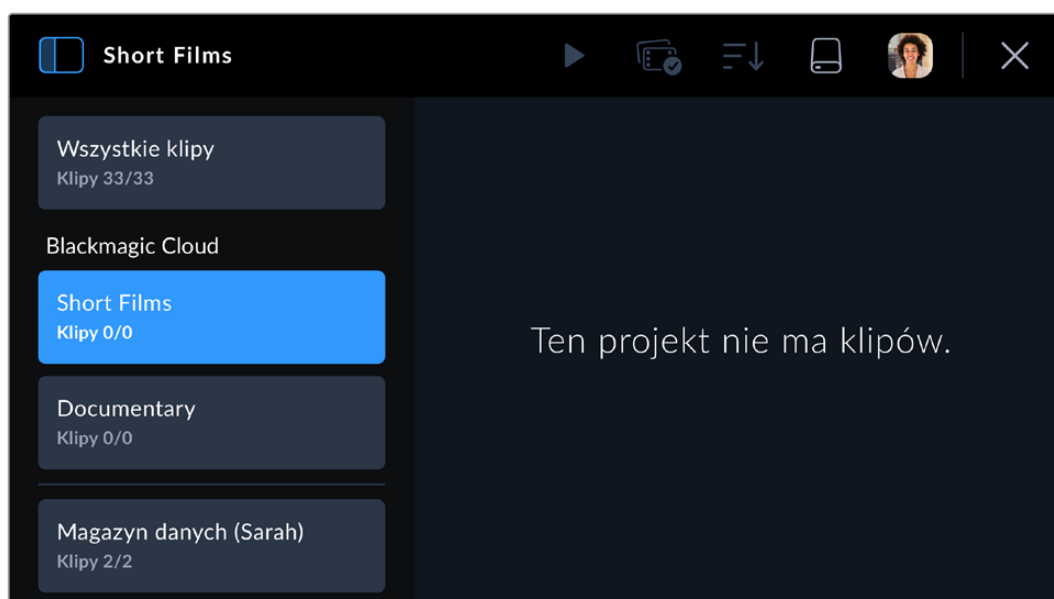 Short Films
Wszystkie klipy
Klipy 33/33
Blackmagic Cloud
Short Films
Klipy 0/0
Documentary
Klipy 0/0
Magazyn danych (Sarah)
Klipy 2/2
Ten projekt nie ma klipów.